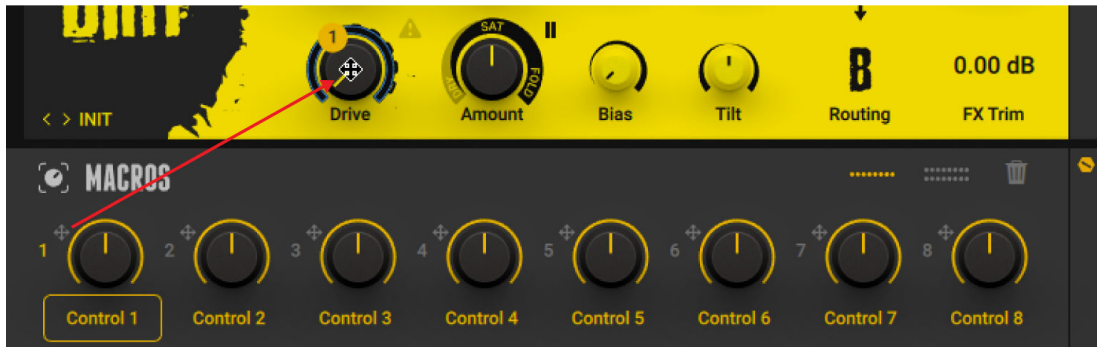 DIRT
1
SAT
DRY
FOLD
B
0.00 dB
< > INIT
Drive
Amount
Bias
Tilt
Routing
FX Trim
MACROS
1
2
3
4
5
6
7
8
Control 1
Control 2
Control 3
Control 4
Control 5
Control 6
Control 7
Control 8